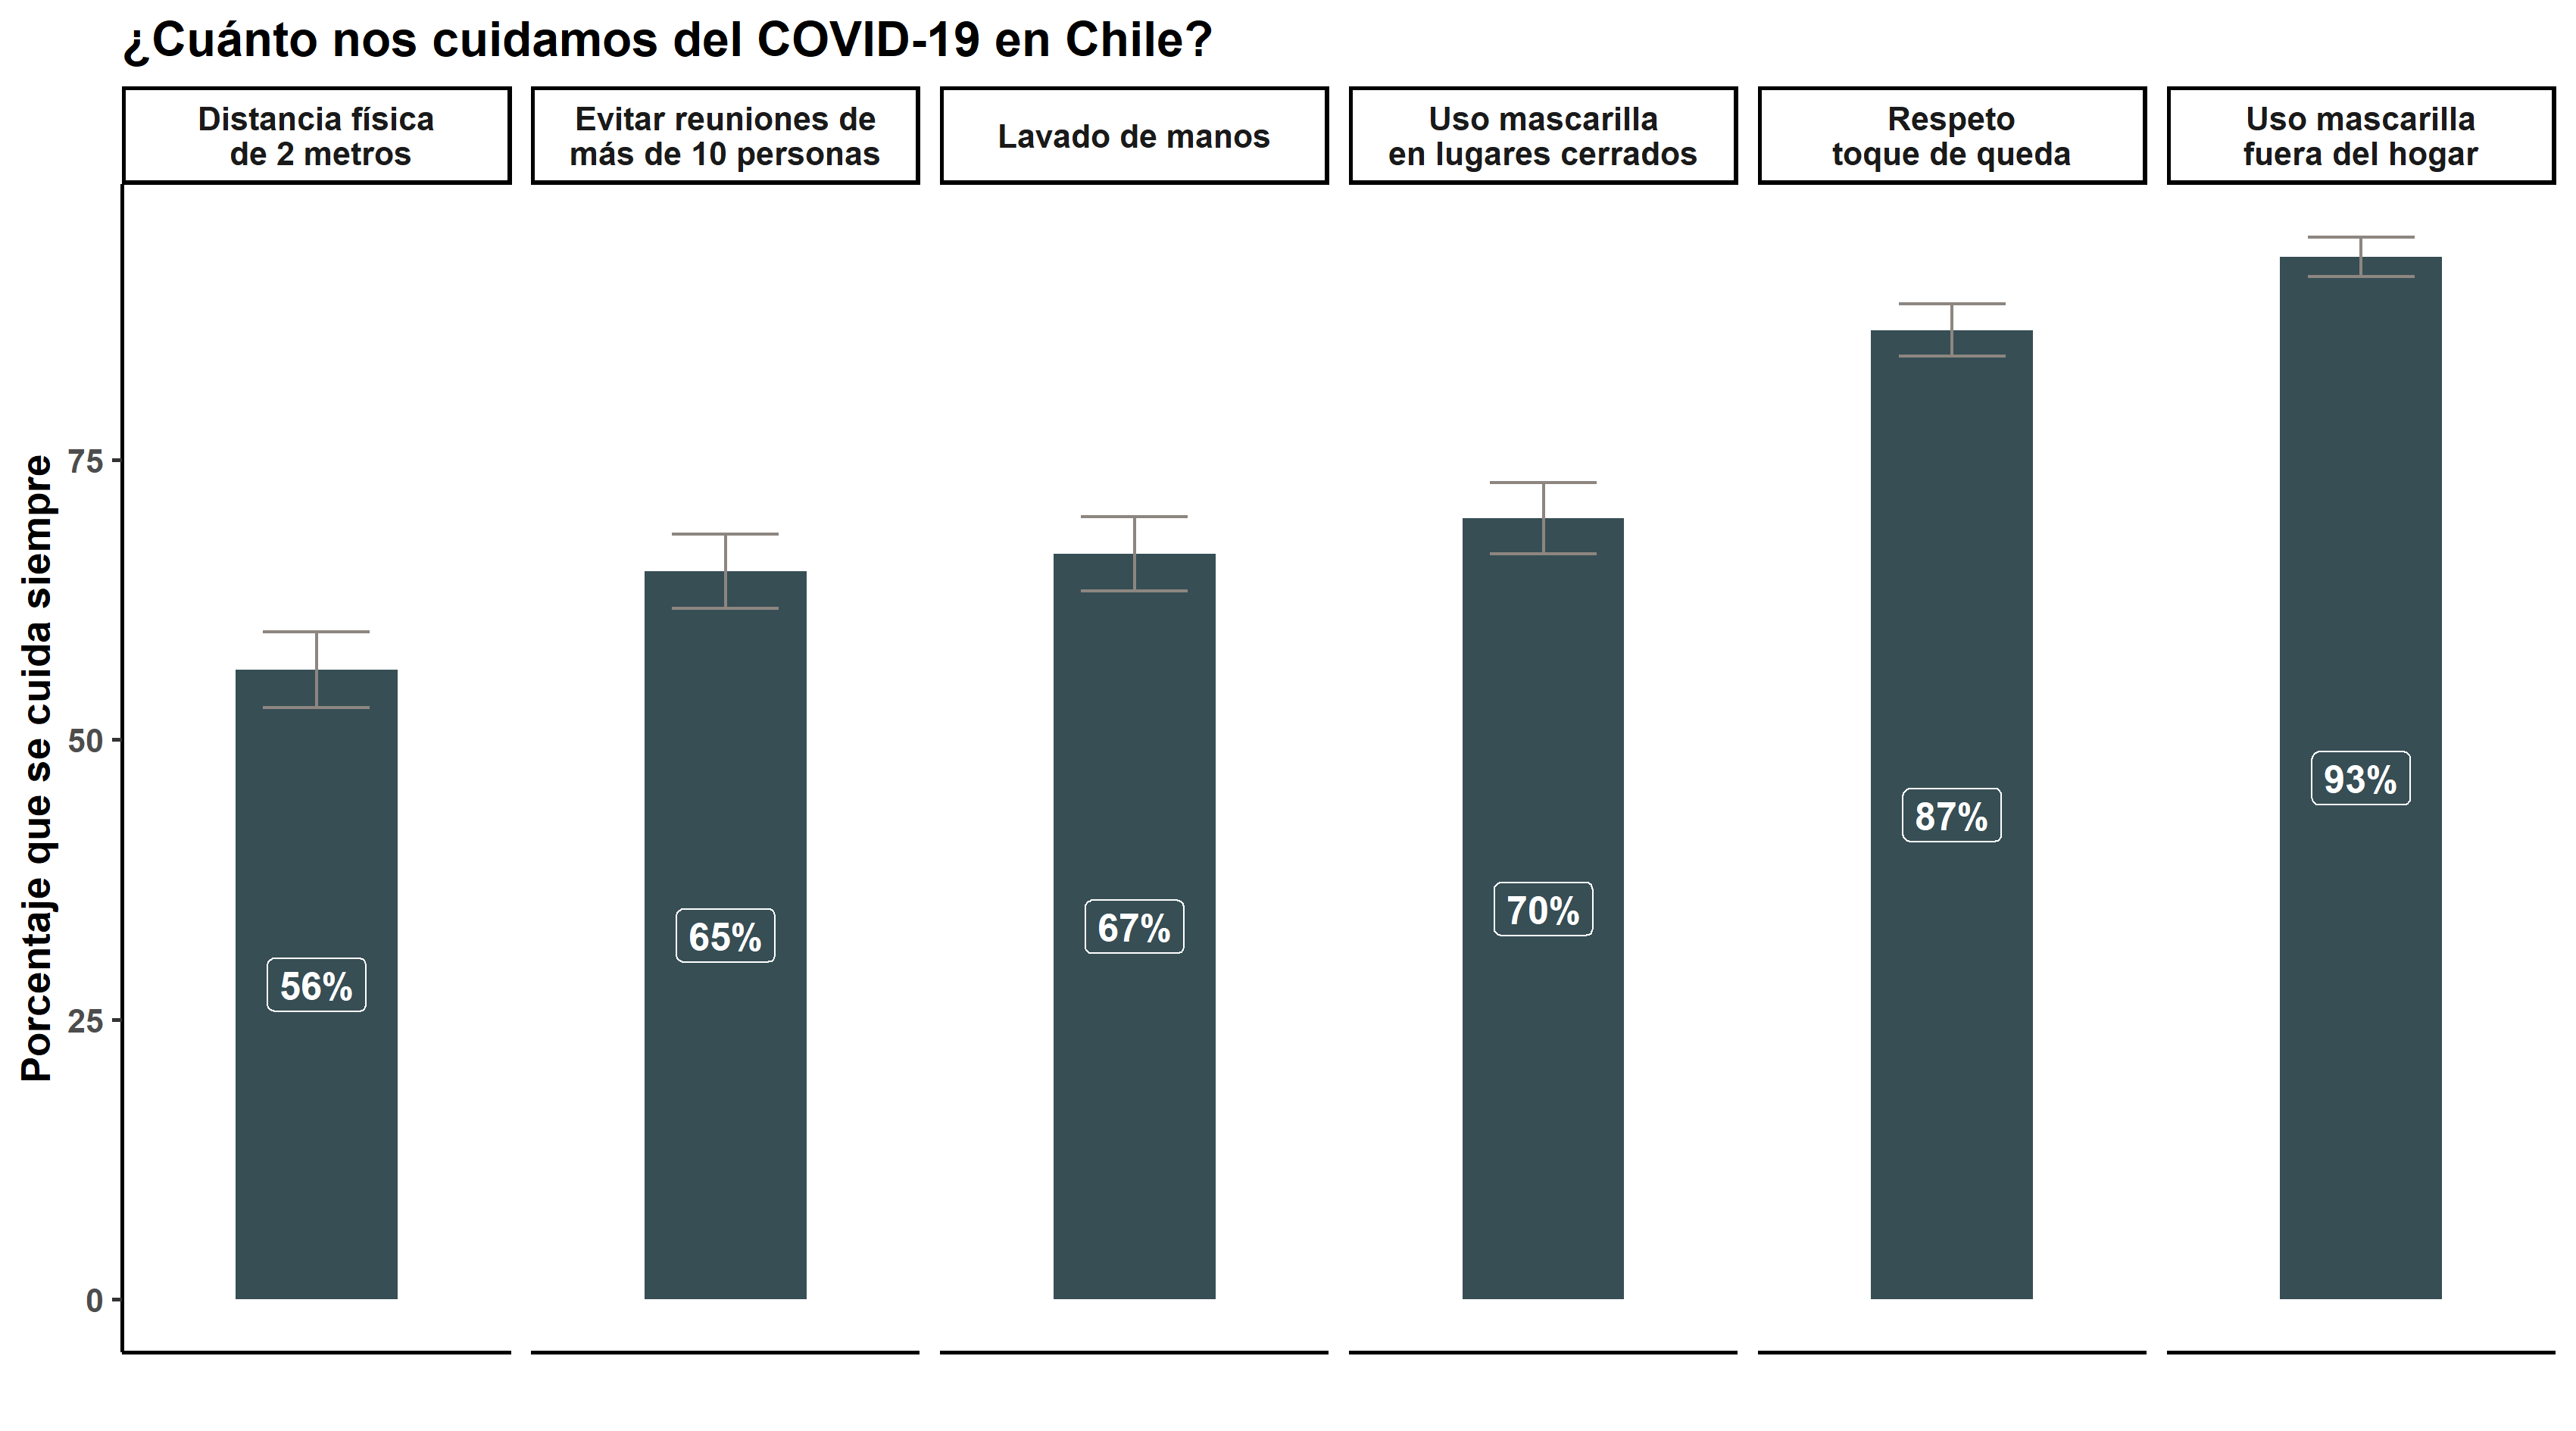 ¿Cuánto nos cuidamos del COVID-19 en Chile?
Distancia física
de 2 metros
Evitar reuniones de
más de 10 personas
Lavado de manos
Uso mascarilla
en lugares cerrados
Respeto
toque de queda
Uso mascarilla
fuera del hogar
Porcentaje que se cuida siempre
75
50
25
0
56%
65%
67%
70%
87%
93%